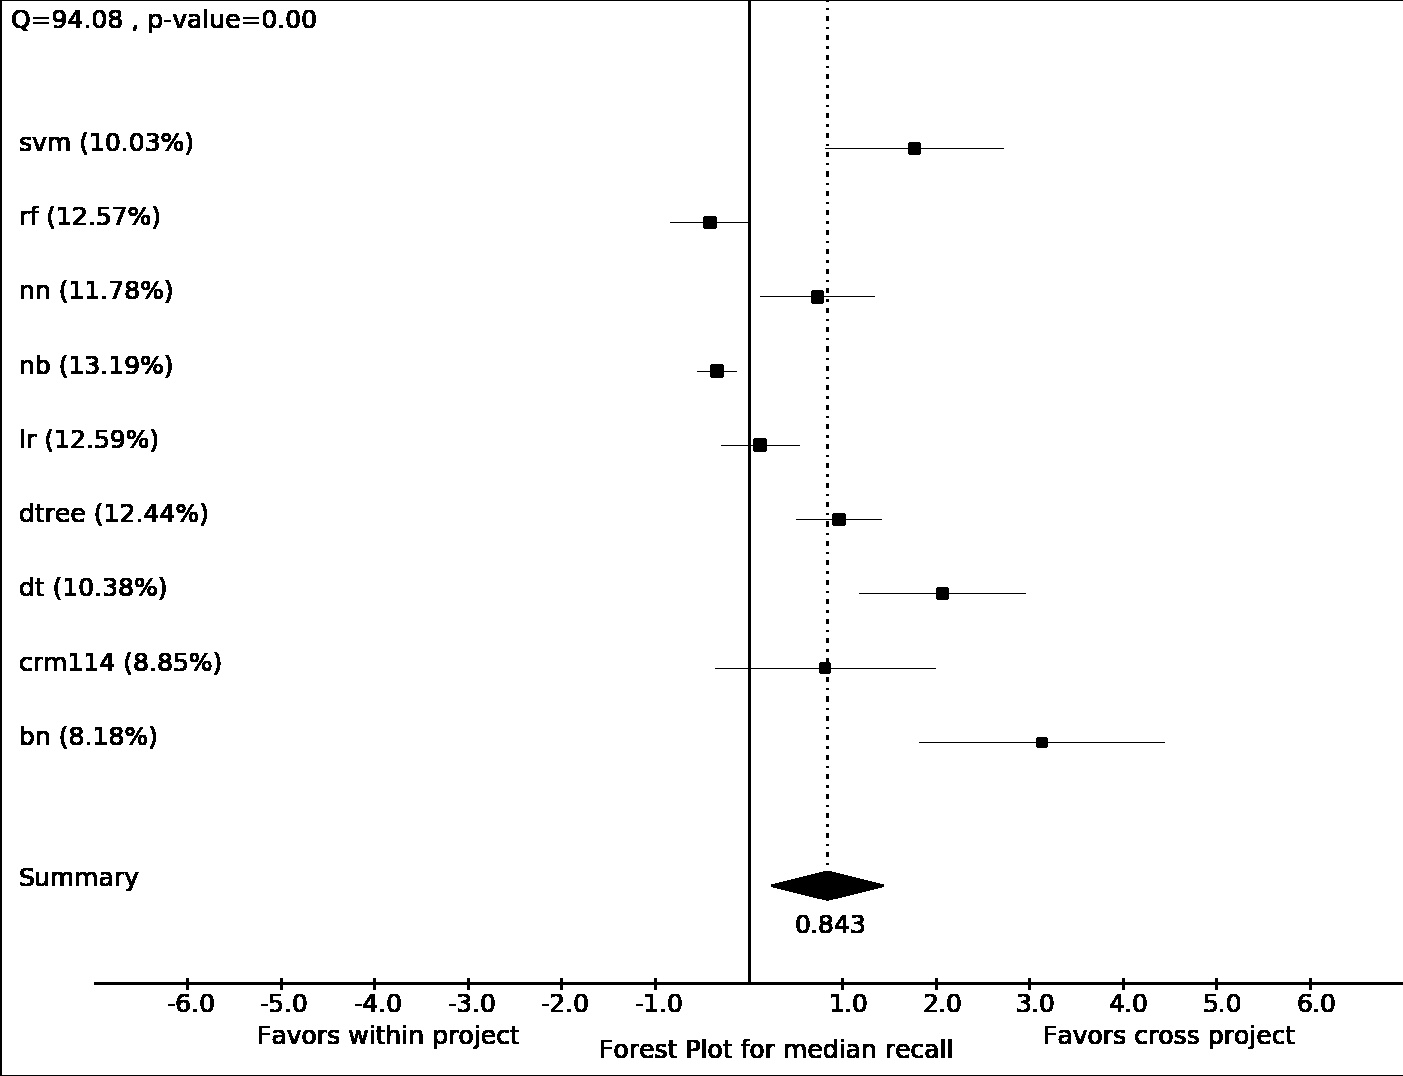 Q=94.08 , p-value=0.00
svm (10.03%)
rf (12.57%)
nn (11.78%)
nb (13.19%)
lr (12.59%)
dtree (12.44%)
dt (10.38%)
crm114 (8.85%)
bn (8.18%)
Summary
0.843
-6.0 -5.0 -4.0 -3.0 -2.0 -1.0 1.0 2.0 3.0 4.0 5.0 6.0
Favors within project Favors cross project
Forest Plot for median recall